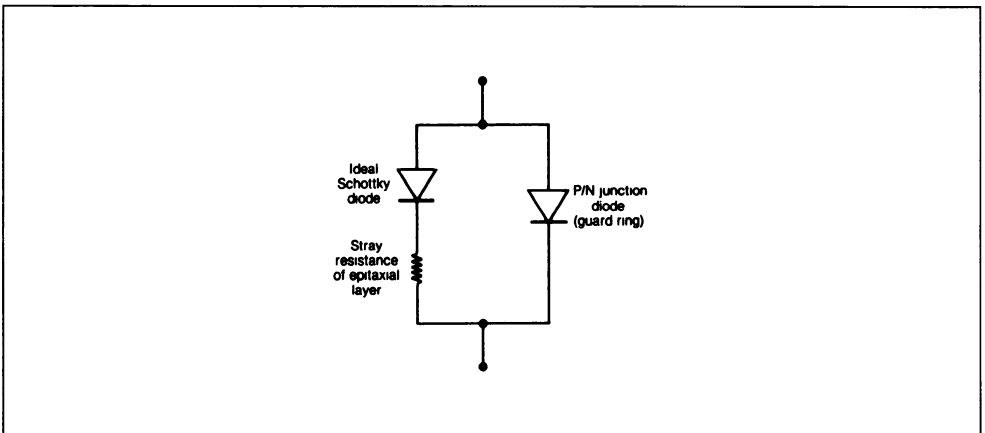 Ideal
Schottky
diode
P/N junction
diode
(guard ring)
Stray
resistance
of epitaxial
layer